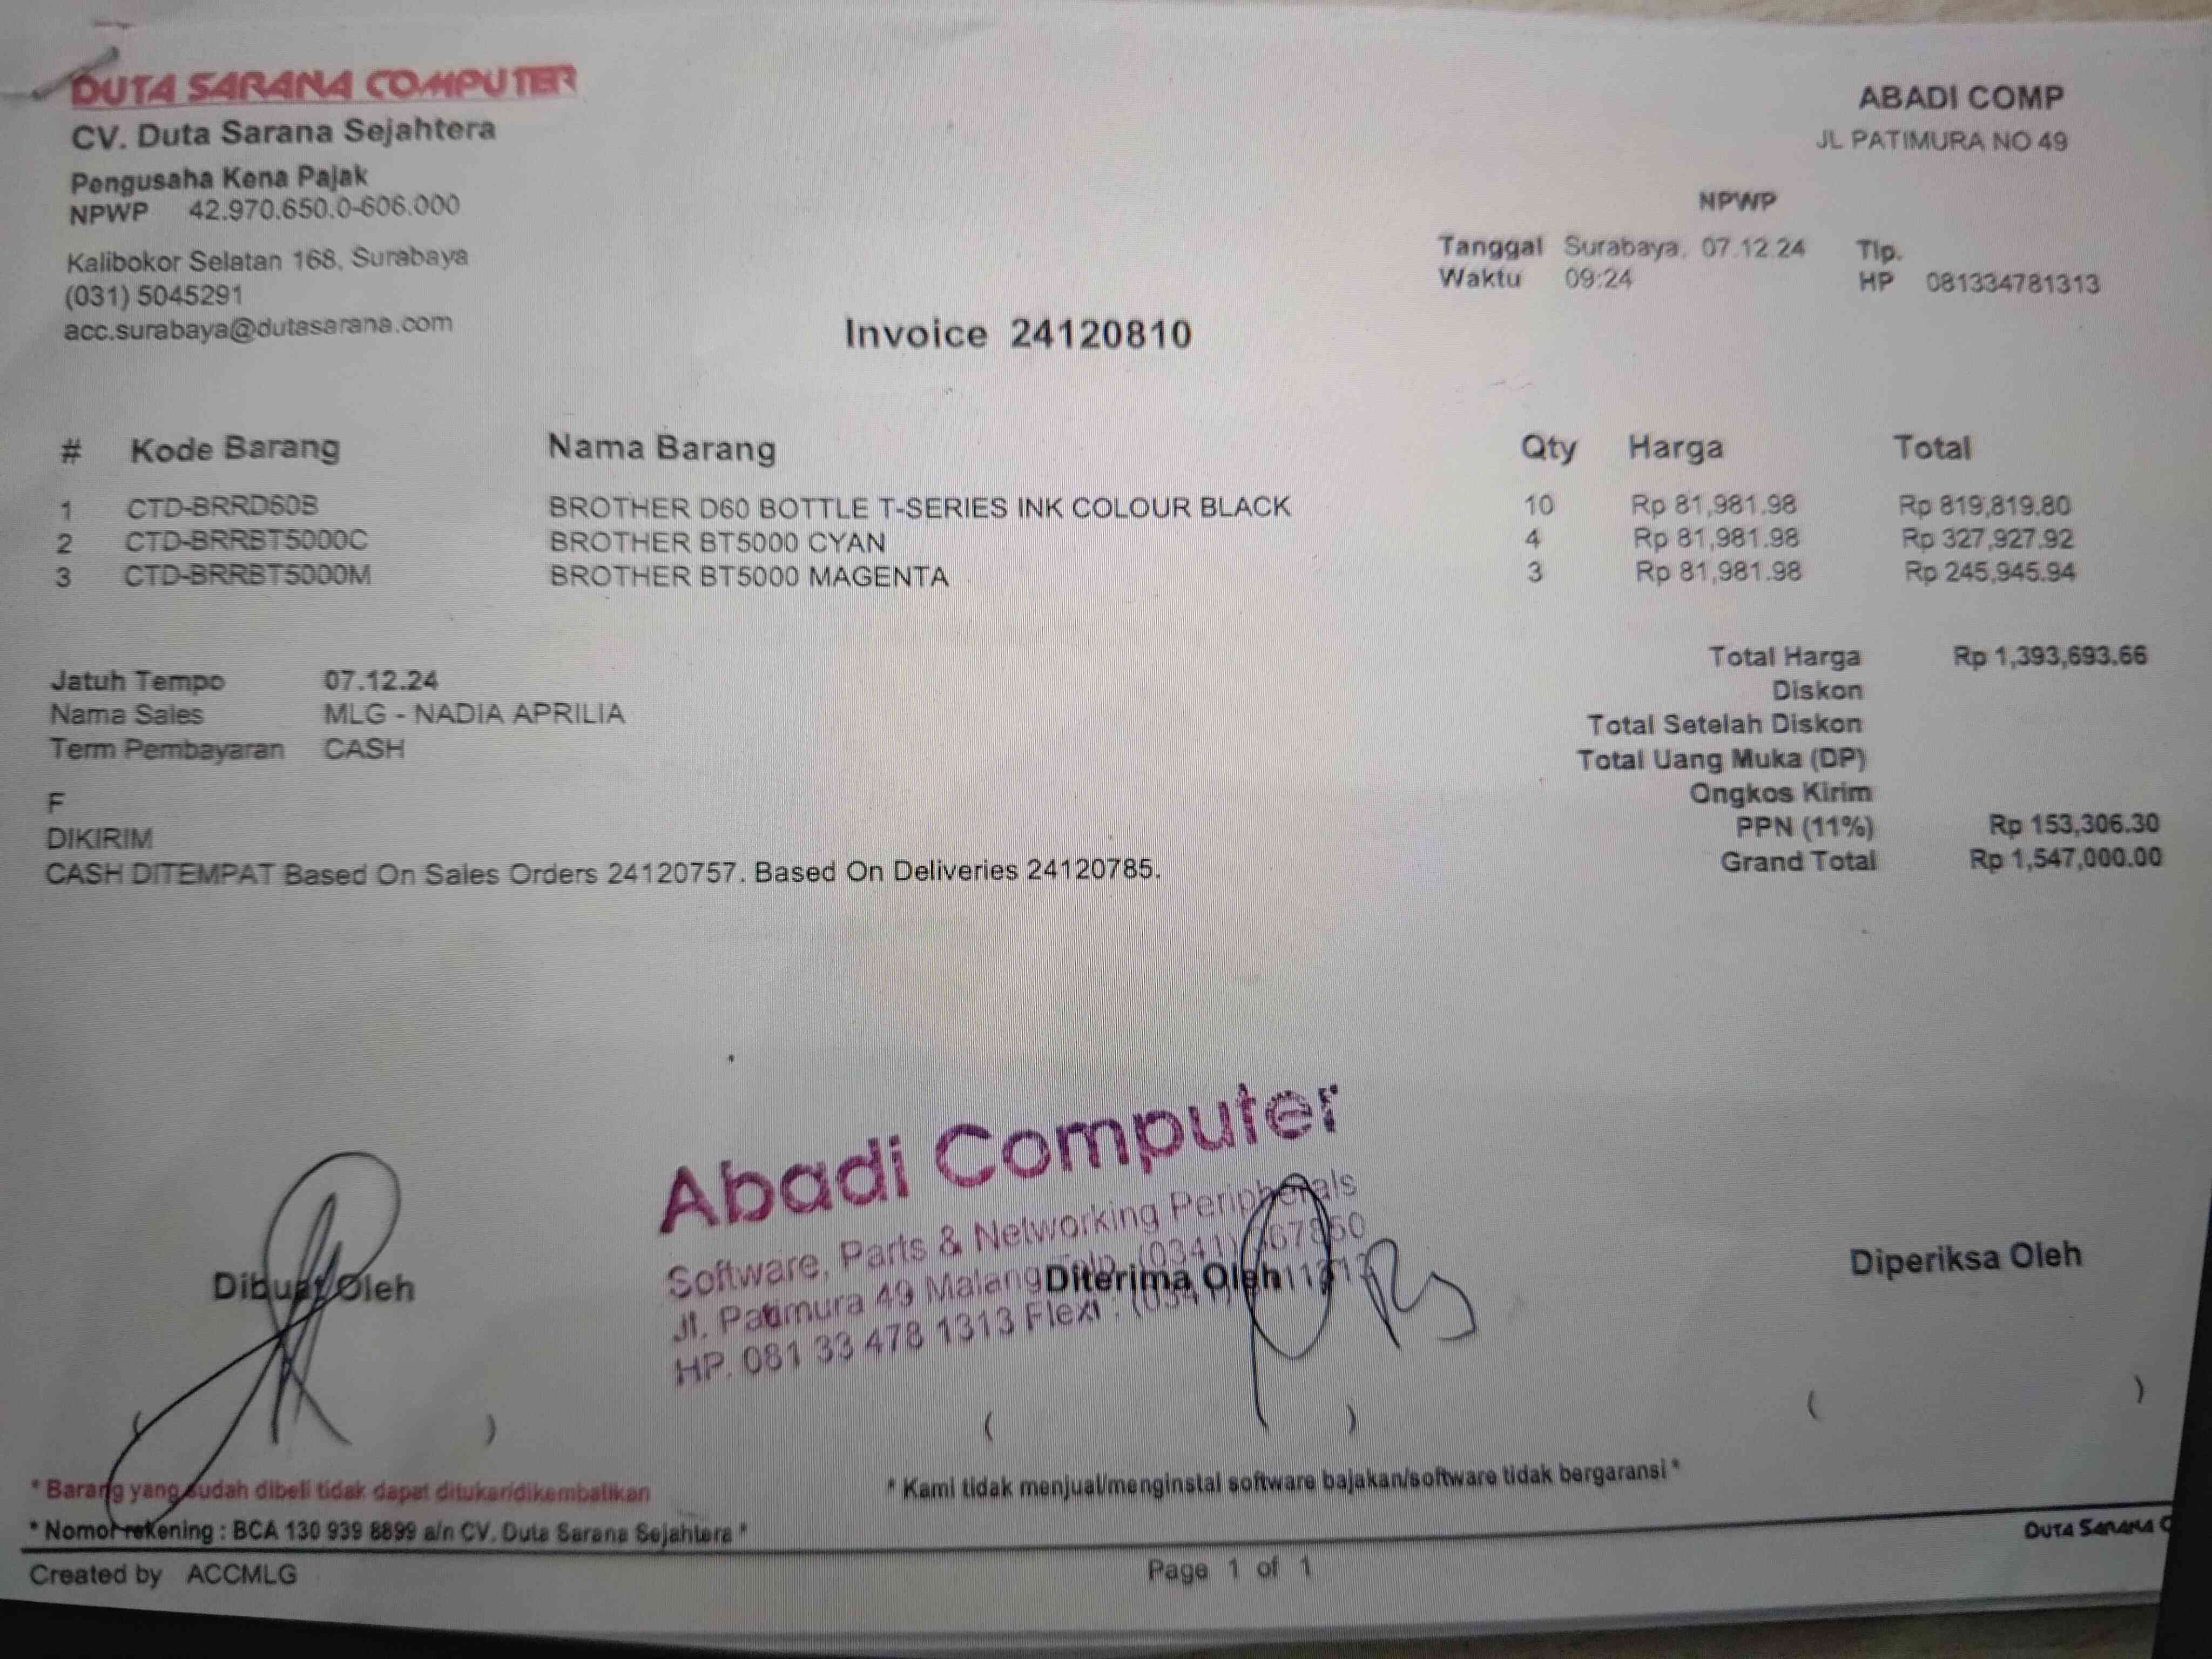 DUTA SARANA COMPUTER
CV. Duta Sarana Sejahtera
Pengusaha Kena Pajak
NPWP 42.970.650.0-606.000
Kalibokor Selatan 168, Surabaya
(031) 5045291
acc.surabaya@dutasarana.com
ABADI COMP
JL PATIMURA NO 49
NPWP
Tanggal Surabaya, 07.12.24 Tlp.
Waktu 09:24 HP 081334781313
Invoice 24120810
# Kode Barang Nama Barang Qty Harga Total
1 CTD-BRRD60B BROTHER D60 BOTTLE T-SERIES INK COLOUR BLACK 10 Rp 81,981.98 Rp 819,819.80
2 CTD-BRRBT5000C BROTHER BT5000 CYAN 4 Rp 81,981.98 Rp 327,927.92
3 CTD-BRRBT5000M BROTHER BT5000 MAGENTA 3 Rp 81,981.98 Rp 245,945.94
Jatuh Tempo 07.12.24
Nama Sales MLG - NADIA APRILIA
Term Pembayaran CASH
F
DIKIRIM
CASH DITEMPAT Based On Sales Orders 24120757. Based On Deliveries 24120785.
Total Harga Rp 1,393,693.66
Diskon
Total Setelah Diskon
Total Uang Muka (DP)
Ongkos Kirim
PPN (11%) Rp 153,306.30
Grand Total Rp 1,547,000.00
Abadi Computer
Software, Parts & Networking Peripherals
Jl. Patimura 49 Malang Telp. (0341)
HP. 081 33 478 1313 Flexi : (0341)
Dibuat Oleh
Diterima Oleh
Diperiksa Oleh
( ) ( ) ( )
* Barang yang sudah dibeli tidak dapat ditukar/dikembalikan
* Kami tidak menjual/menginstal software bajakan/software tidak bergaransi *
* Nomor rekening : BCA 130 939 8899 a/n CV. Duta Sarana Sejahtera *
DUTA SARANA C
Created by ACCMLG
Page 1 of 1